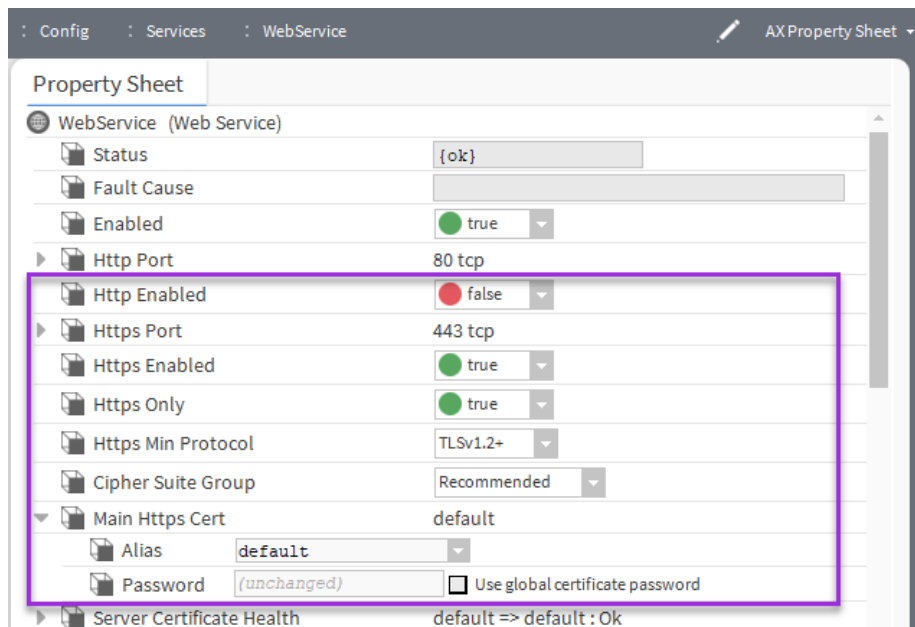 : Config : Services : WebService AX Property Sheet
Property Sheet
WebService (Web Service)
Status {ok}
Fault Cause
Enabled true
Http Port 80 tcp
Http Enabled false
Https Port 443 tcp
Https Enabled true
Https Only true
Https Min Protocol TLSv1.2+
Cipher Suite Group Recommended
Main Https Cert default
Alias default
Password (unchanged) Use global certificate password
Server Certificate Health default => default : Ok